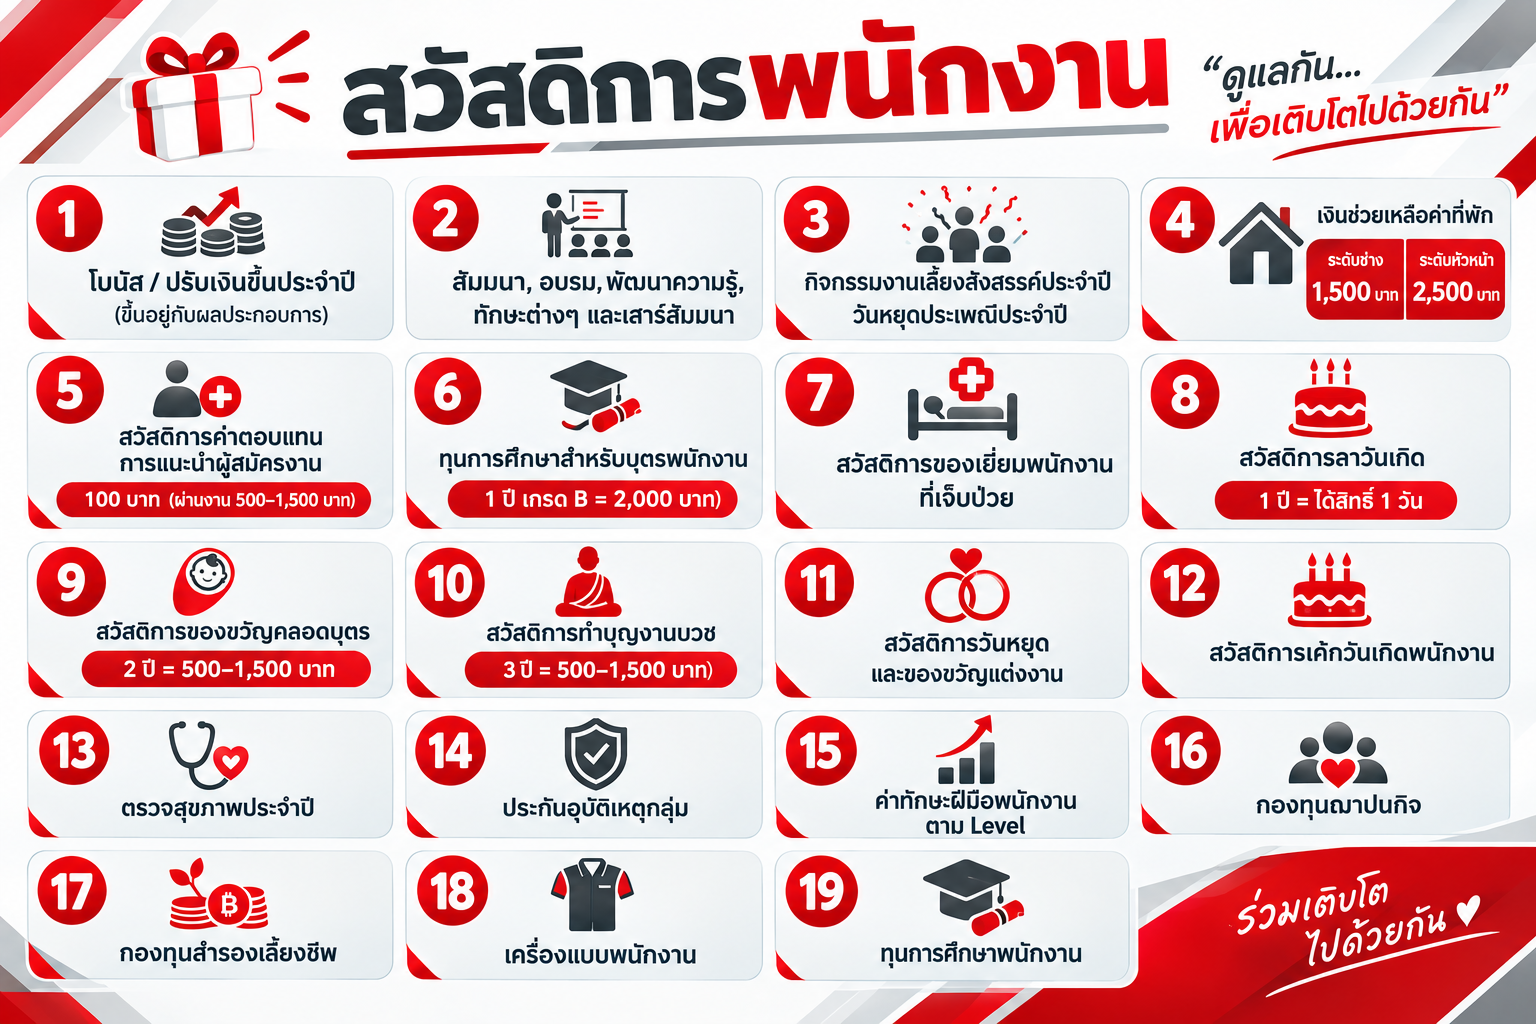 สวัสดิการพนักงาน
“ดูแลกัน...
เพื่อเติบโตไปด้วยกัน”
1
โบนัส / ปรับเงินขึ้นประจำปี
(ขึ้นอยู่กับผลประกอบการ)
2
สัมมนา, อบรม, พัฒนาความรู้,
ทักษะต่างๆ และเสาร์สัมมนา
3
กิจกรรมงานเลี้ยงสังสรรค์ประจำปี
วันหยุดประเพณีประจำปี
4
เงินช่วยเหลือค่าที่พัก
ระดับช่าง
1,500 บาท
ระดับหัวหน้า
2,500 บาท
5
สวัสดิการค่าตอบแทน
การแนะนำผู้สมัครงาน
100 บาท (ผ่านงาน 500–1,500 บาท)
6
ทุนการศึกษาสำหรับบุตรพนักงาน
1 ปี เกรด B = 2,000 บาท)
7
สวัสดิการของเยี่ยมพนักงาน
ที่เจ็บป่วย
8
สวัสดิการลาวันเกิด
1 ปี = ได้สิทธิ์ 1 วัน
9
สวัสดิการของขวัญคลอดบุตร
2 ปี = 500–1,500 บาท
10
สวัสดิการทำบุญงานบวช
3 ปี = 500–1,500 บาท)
11
สวัสดิการวันหยุด
และของขวัญแต่งงาน
12
สวัสดิการเค้กวันเกิดพนักงาน
13
ตรวจสุขภาพประจำปี
14
ประกันอุบัติเหตุกลุ่ม
15
ค่าทักษะฝีมือพนักงาน
ตาม Level
16
กองทุนฌาปนกิจ
17
฿
กองทุนสำรองเลี้ยงชีพ
18
เครื่องแบบพนักงาน
19
ทุนการศึกษาพนักงาน
ร่วมเติบโต
ไปด้วยกัน